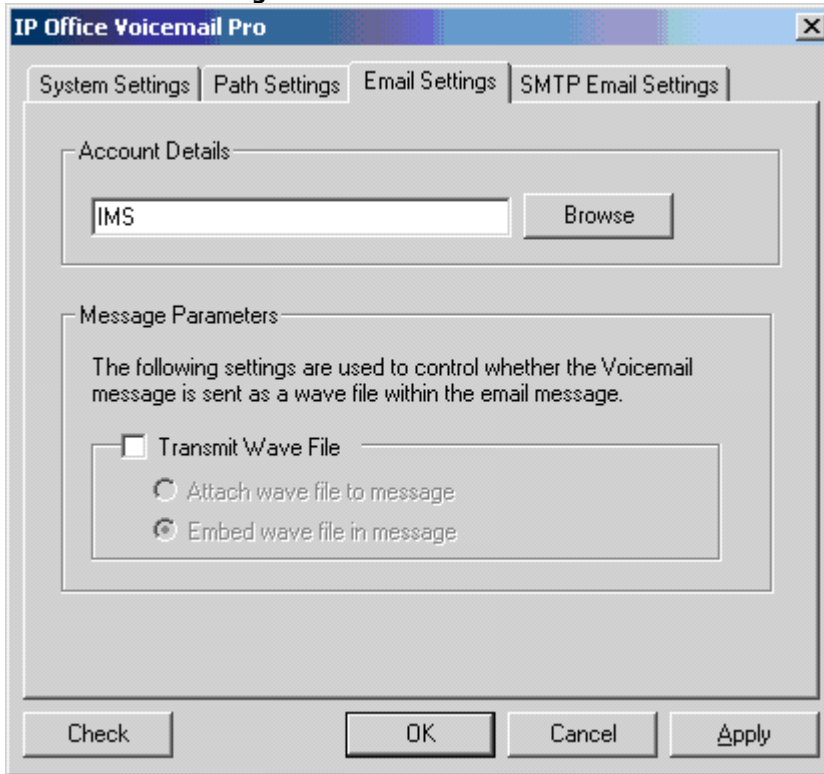 IP Office Voicemail Pro
System Settings Path Settings Email Settings SMTP Email Settings
Account Details
IMS Browse
Message Parameters
The following settings are used to control whether the Voicemail
message is sent as a wave file within the email message.
Transmit Wave File
Attach wave file to message
Embed wave file in message
Check OK Cancel Apply